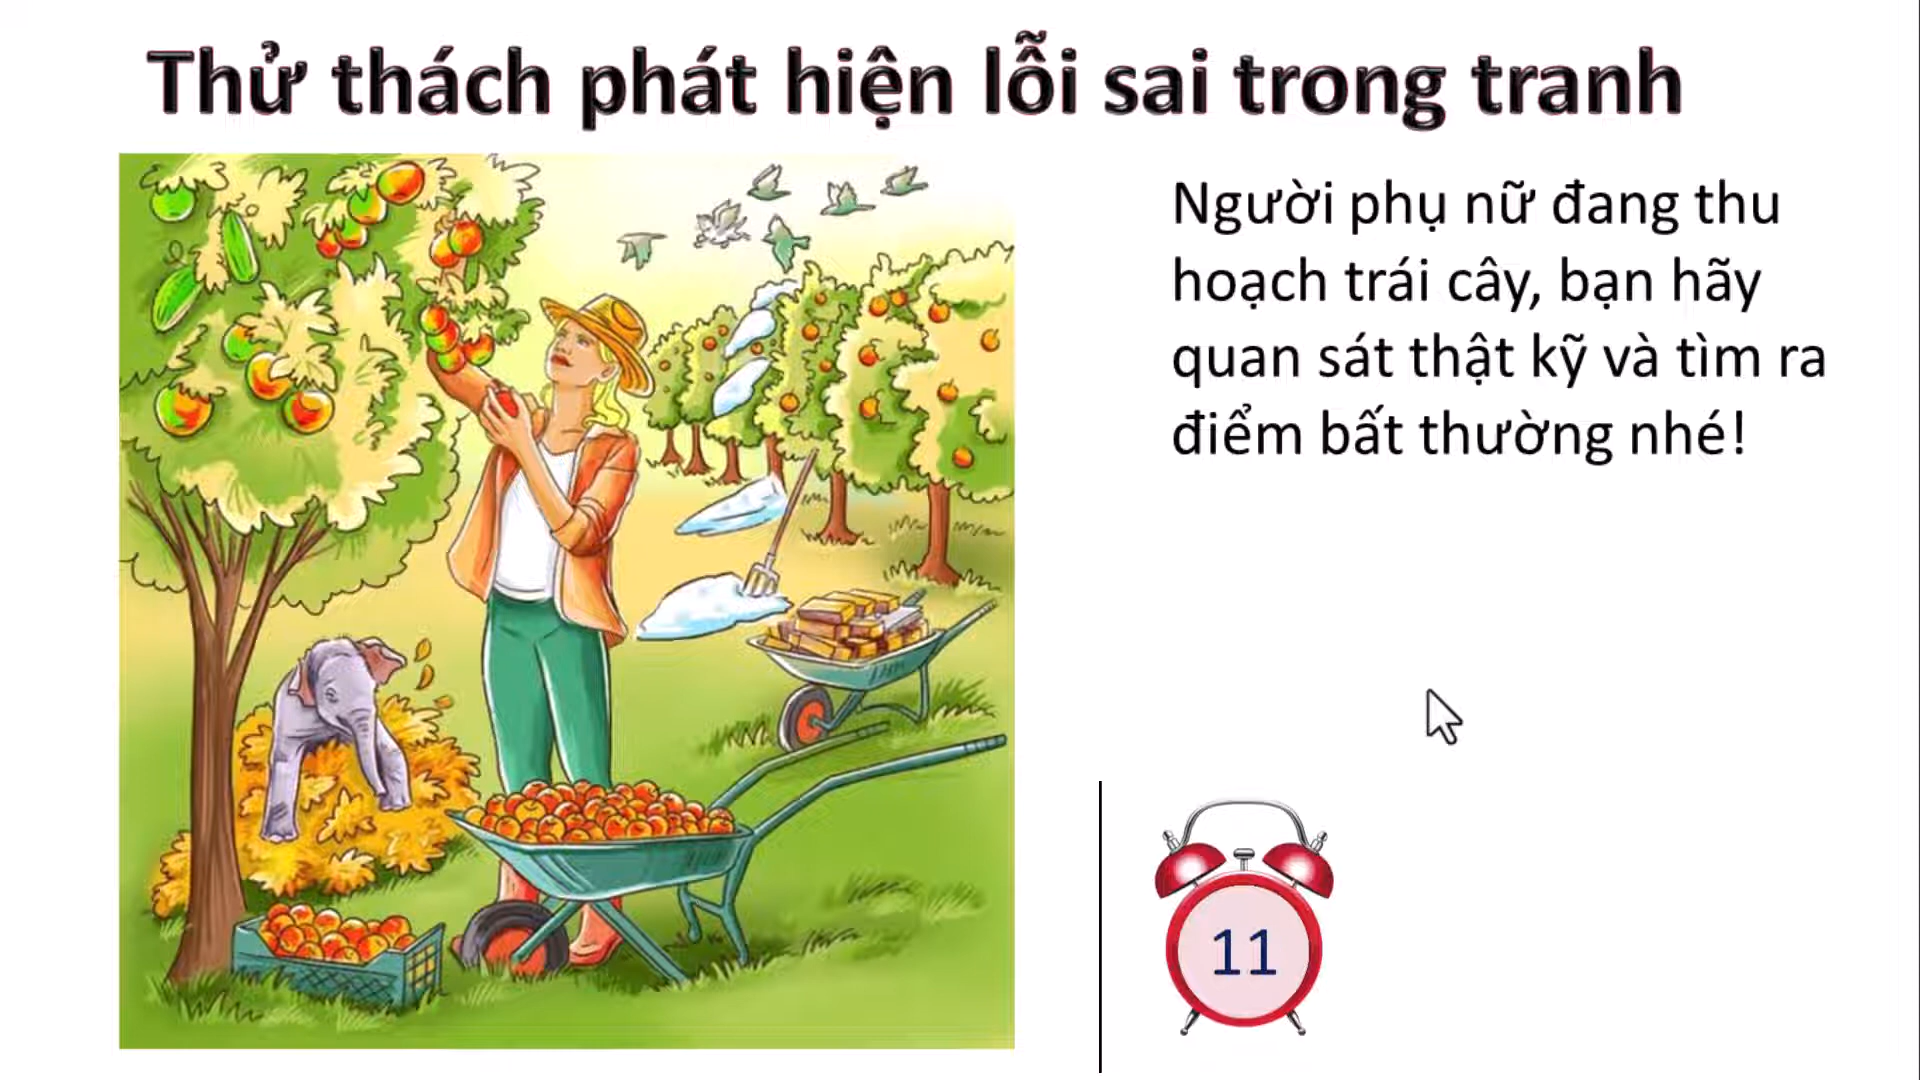 Thử thách phát hiện lỗi sai trong tranh
Người phụ nữ đang thu
hoạch trái cây, bạn hãy
quan sát thật kỹ và tìm ra
điểm bất thường nhé!
11